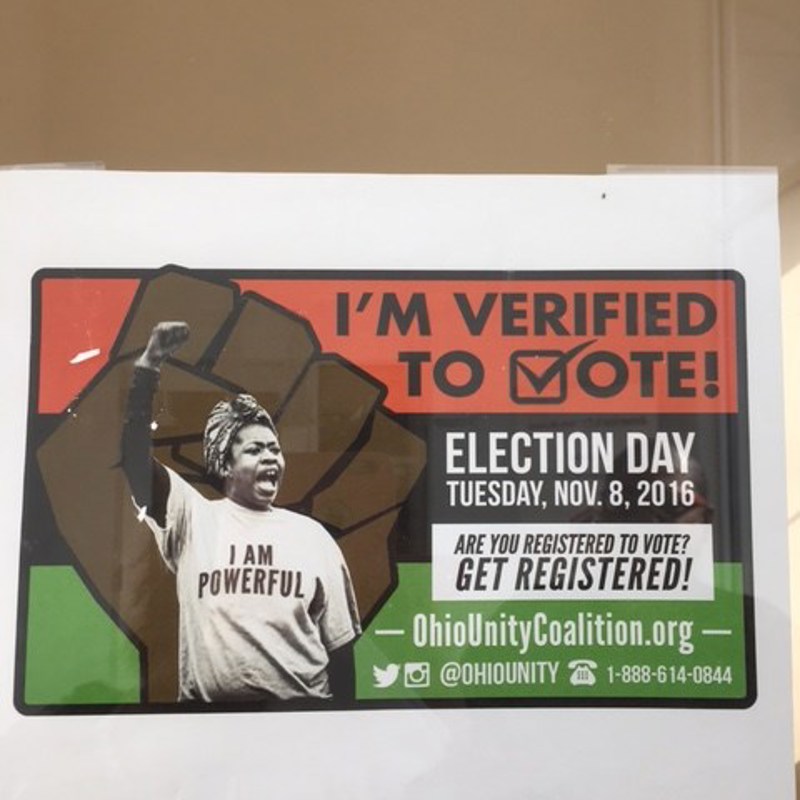 I'M VERIFIED
TO VOTE!
ELECTION DAY
TUESDAY, NOV. 8, 2016
ARE YOU REGISTERED TO VOTE?
GET REGISTERED!
I AM
POWERFUL
— OhioUnityCoalition.org —
@OHIOUNITY 1-888-614-0844